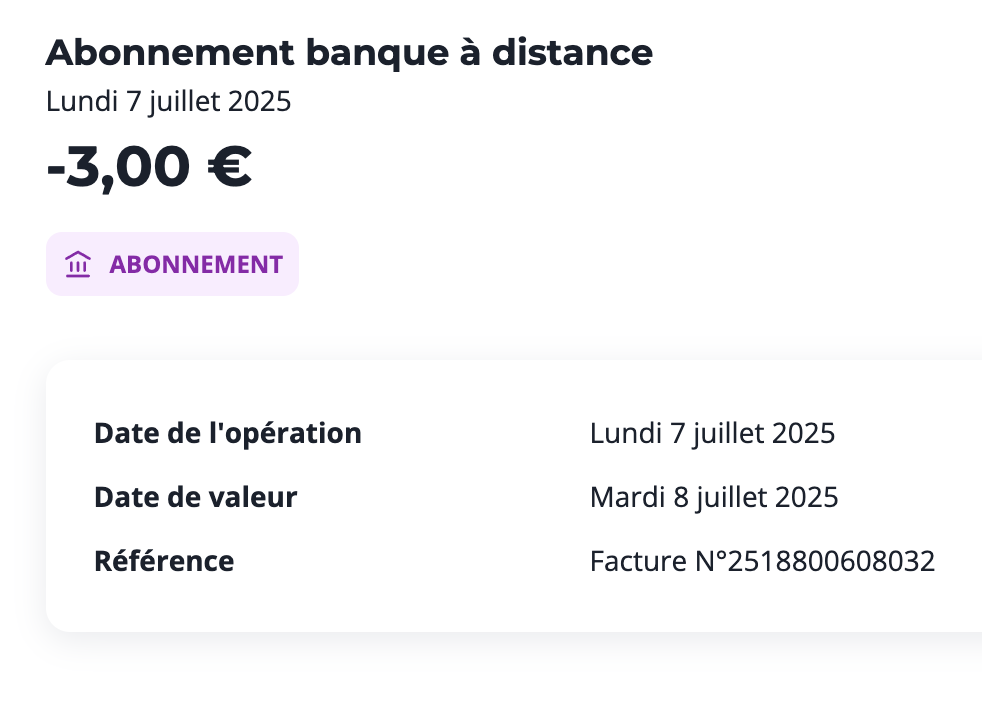 Abonnement banque à distance
Lundi 7 juillet 2025
-3,00 €
ABONNEMENT
Date de l'opération Lundi 7 juillet 2025
Date de valeur Mardi 8 juillet 2025
Référence Facture N°2518800608032